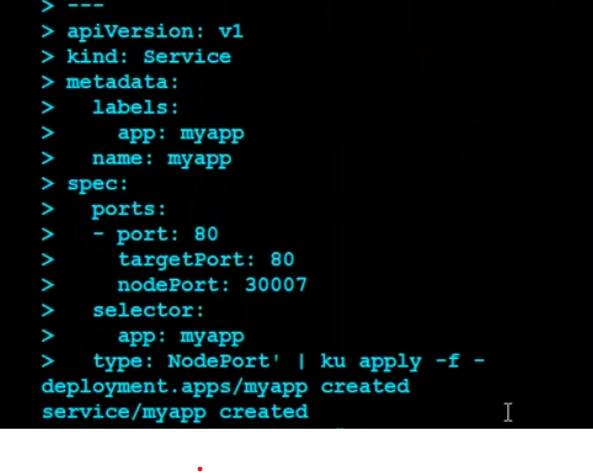 > ---
> apiVersion: v1
> kind: Service
> metadata:
>   labels:
>     app: myapp
>   name: myapp
> spec:
>   ports:
>   - port: 80
>     targetPort: 80
>     nodePort: 30007
>   selector:
>     app: myapp
>   type: NodePort' | ku apply -f -
deployment.apps/myapp created
service/myapp created